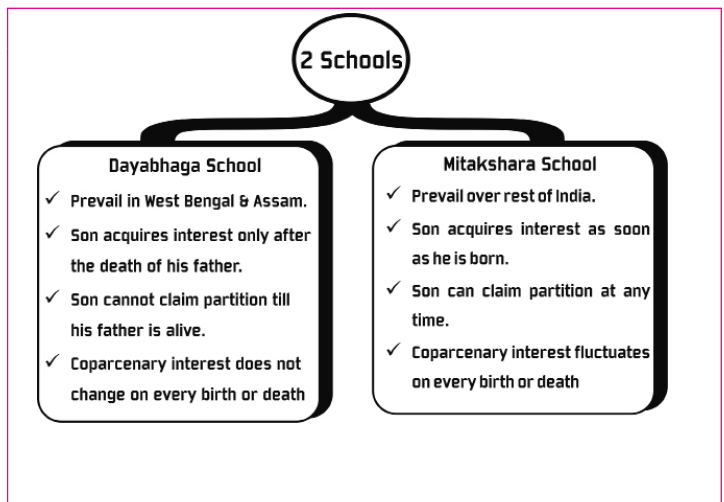 2 Schools
Dayabhaga School
✓ Prevail in West Bengal & Assam.
✓ Son acquires interest only after
the death of his father.
✓ Son cannot claim partition till
his father is alive.
✓ Coparcenary interest does not
change on every birth or death
Mitakshara School
✓ Prevail over rest of India.
✓ Son acquires interest as soon
as he is born.
✓ Son can claim partition at any
time.
✓ Coparcenary interest fluctuates
on every birth or death